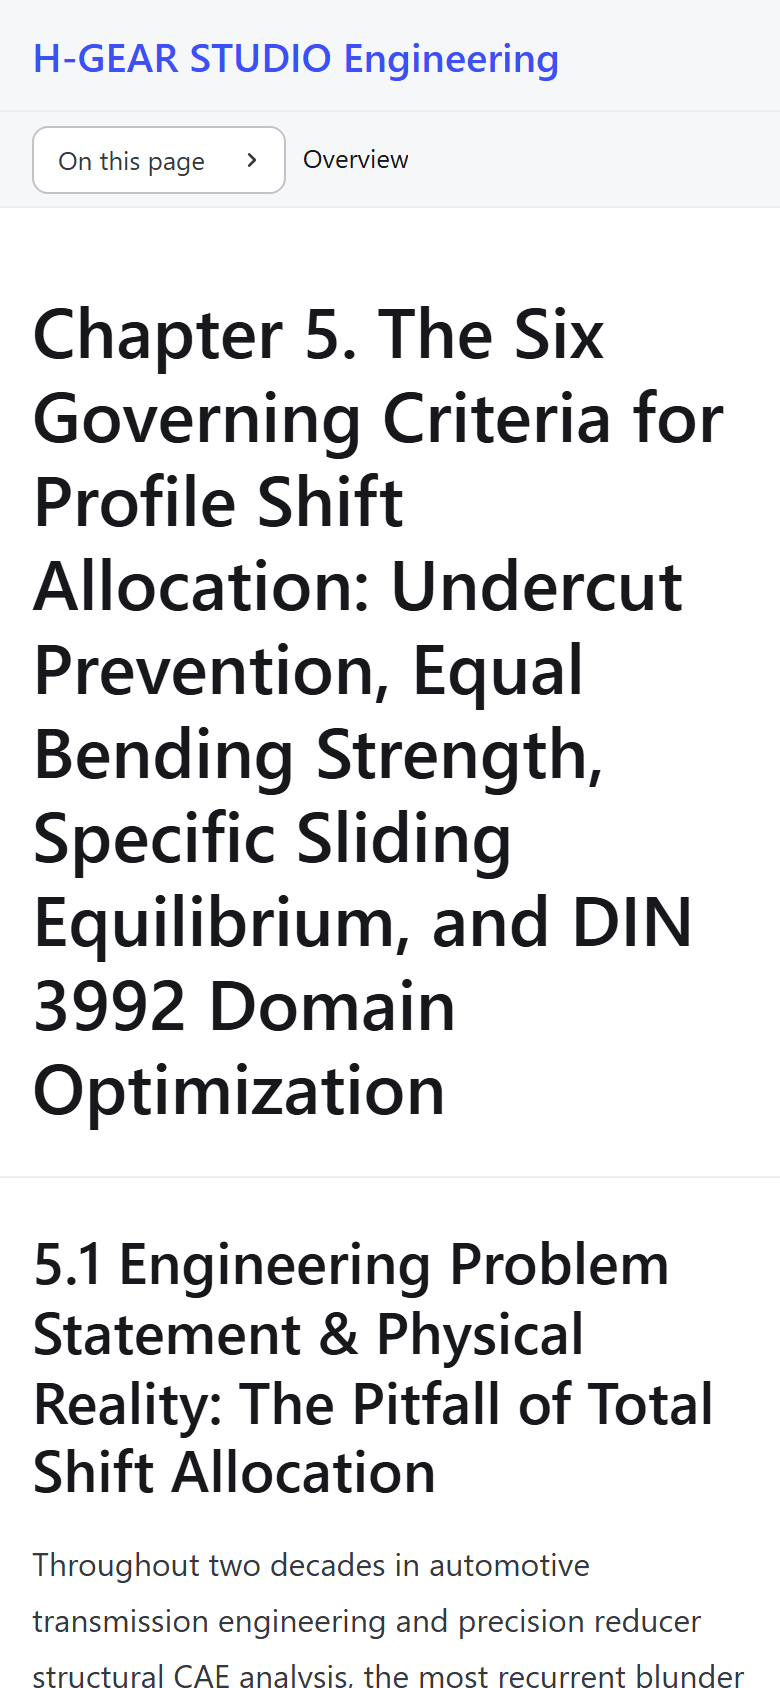 H-GEAR STUDIO Engineering
On this page
Overview
Chapter 5. The Six
Governing Criteria for
Profile Shift
Allocation: Undercut
Prevention, Equal
Bending Strength,
Specific Sliding
Equilibrium, and DIN
3992 Domain
Optimization
5.1 Engineering Problem
Statement & Physical
Reality: The Pitfall of Total
Shift Allocation
Throughout two decades in automotive
transmission engineering and precision reducer
structural CAE analysis, the most recurrent blunder